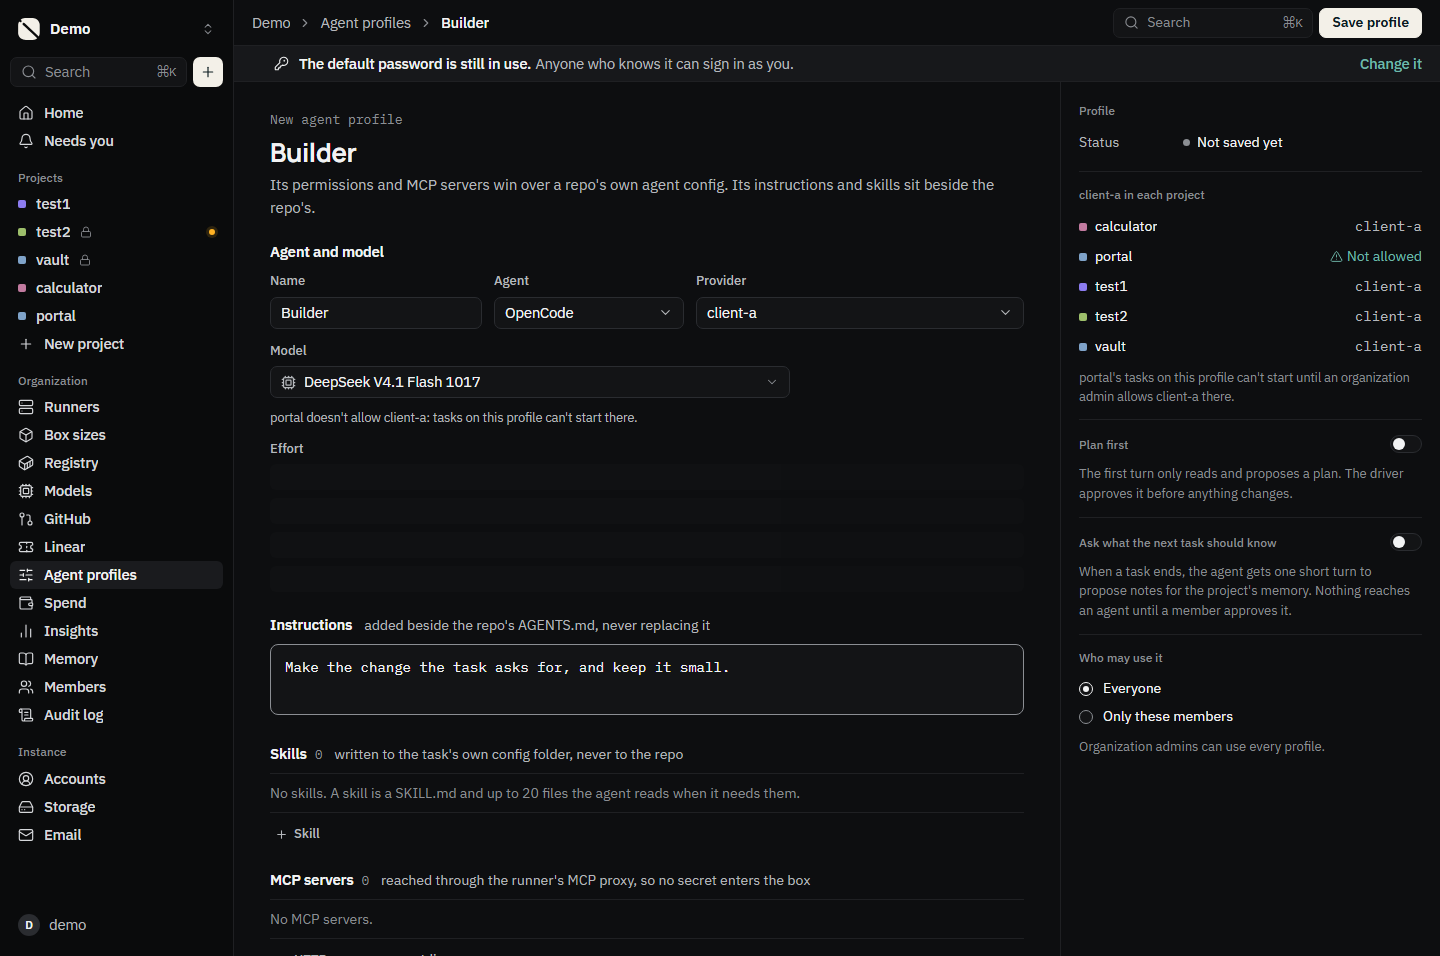 Demo
Search ⌘K
Home
Needs you
Projects
test1
test2
vault
calculator
portal
New project
Organization
Runners
Box sizes
Registry
Models
GitHub
Linear
Agent profiles
Spend
Insights
Memory
Members
Audit log
Instance
Accounts
Storage
Email
D demo
Demo > Agent profiles > Builder
Search ⌘K
Save profile
The default password is still in use. Anyone who knows it can sign in as you.
Change it
New agent profile
Builder
Its permissions and MCP servers win over a repo's own agent config. Its instructions and skills sit beside the
repo's.
Agent and model
Name Agent Provider
Builder OpenCode client-a
Model
DeepSeek V4.1 Flash 1017
portal doesn't allow client-a: tasks on this profile can't start there.
Effort
Instructions added beside the repo's AGENTS.md, never replacing it
Make the change the task asks for, and keep it small.
Skills 0 written to the task's own config folder, never to the repo
No skills. A skill is a SKILL.md and up to 20 files the agent reads when it needs them.
+ Skill
MCP servers 0 reached through the runner's MCP proxy, so no secret enters the box
No MCP servers.
Profile
Status Not saved yet
client-a in each project
calculator client-a
portal Not allowed
test1 client-a
test2 client-a
vault client-a
portal's tasks on this profile can't start until an organization
admin allows client-a there.
Plan first
The first turn only reads and proposes a plan. The driver
approves it before anything changes.
Ask what the next task should know
When a task ends, the agent gets one short turn to
propose notes for the project's memory. Nothing reaches
an agent until a member approves it.
Who may use it
Everyone
Only these members
Organization admins can use every profile.